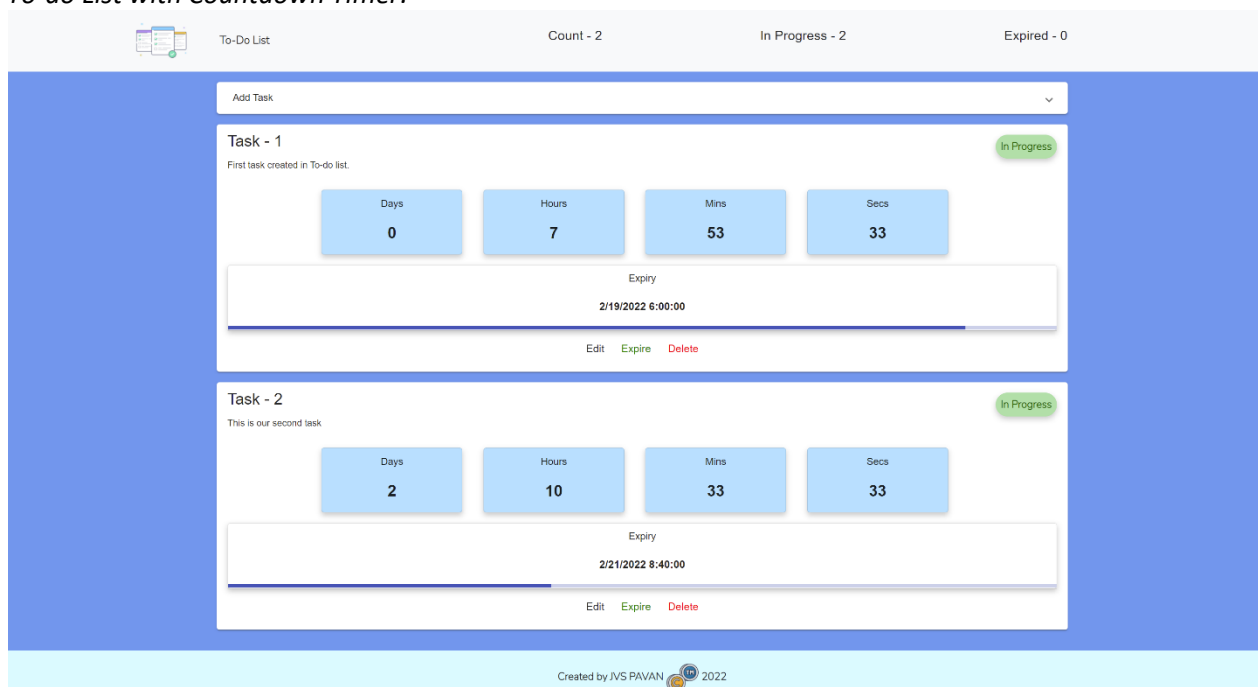 To-do List with Countdown Timer:
To-Do List Count - 2 In Progress - 2 Expired - 0
Add Task
Task - 1 In Progress
First task created in To-do list.
Days Hours Mins Secs
0 7 53 33
Expiry
2/19/2022 6:00:00
Edit Expire Delete
Task - 2 In Progress
This is our second task
Days Hours Mins Secs
2 10 33 33
Expiry
2/21/2022 8:40:00
Edit Expire Delete
Created by JVS PAVAN in 2022